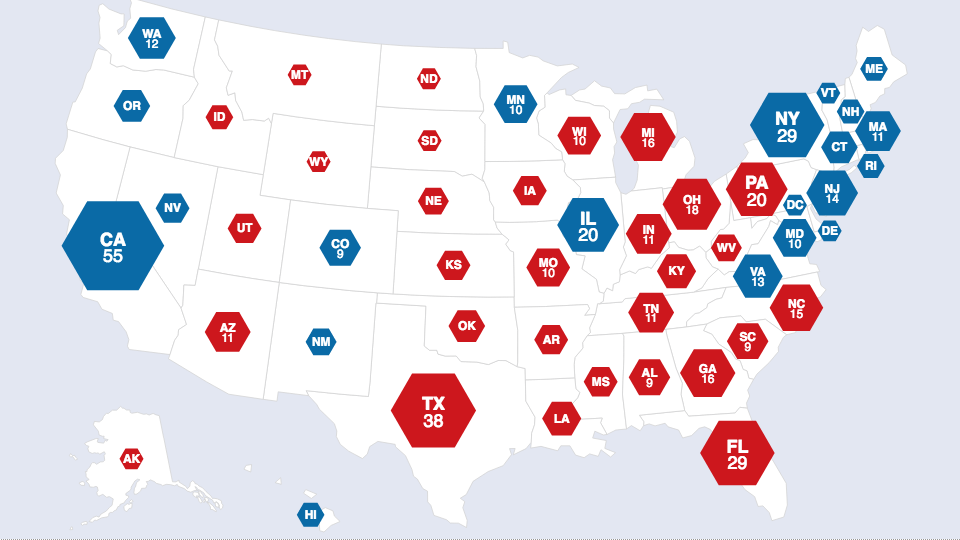 WA
12
OR
MT
ID
WY
ND
SD
NE
MN
10
WI
10
MI
16
IA
NY
29
VT
NH
ME
MA
11
CT
RI
PA
20
NJ
14
DC
DE
MD
10
OH
18
IN
11
IL
20
WV
VA
13
KY
NC
15
NV
CA
55
UT
CO
9
KS
MO
10
TN
11
AZ
11
NM
OK
AR
SC
9
GA
16
AL
9
MS
LA
TX
38
FL
29
AK
HI